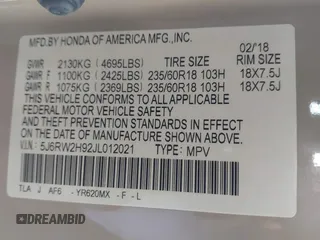 MFD.BY HONDA OF AMERICA MFG.,INC. 02/18
GVWR 2130KG (4695LBS) TIRE SIZE RIM SIZE
GAWR F 1100KG (2425LBS) 235/60R18 103H 18X7.5J
GAWR R 1075KG (2369LBS) 235/60R18 103H 18X7.5J
THIS VEHICLE CONFORMS TO ALL APPLICABLE
FEDERAL MOTOR VEHICLE SAFETY AND
THEFT PREVENTION STANDARDS IN EFFECT ON THE
DATE OF MANUFACTURE SHOWN ABOVE.
V.I.N: 5J6RW2H92JL012021 TYPE: MPV
TLA J AF6 -YR620MX -F -L
DREAMBID